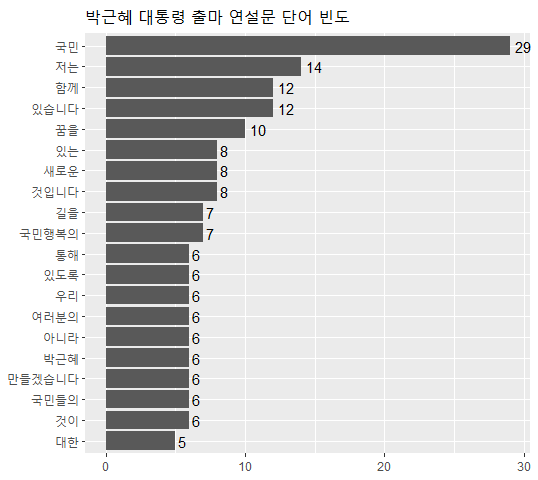 박근혜 대통령 출마 연설문 단어 빈도
국민 29
저는 14
함께 12
있습니다 12
꿈을 10
있는 8
새로운 8
것입니다 8
길을 7
국민행복의 7
통해 6
있도록 6
우리 6
여러분의 6
아니라 6
박근혜 6
만들겠습니다 6
국민들의 6
것이 6
대한 5
0 10 20 30